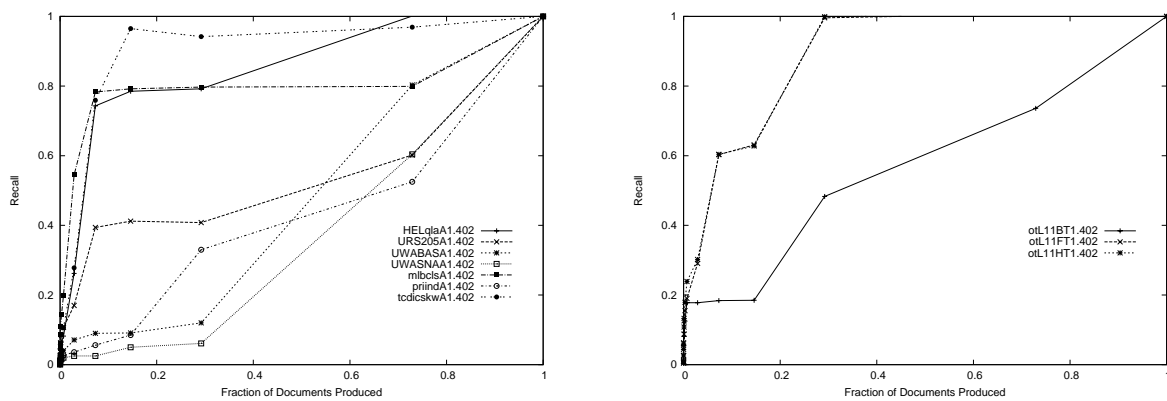 1
0.8
0.6
0.4
0.2
0
0 0.2 0.4 0.6 0.8 1
Recall
Fraction of Documents Produced
HELqlaA1.402
URS205A1.402
UWABASA1.402
UWASNAA1.402
mlbclsA1.402
priindA1.402
tcdicskwA1.402
1
0.8
0.6
0.4
0.2
0
0 0.2 0.4 0.6 0.8 1
Recall
Fraction of Documents Produced
otL11BT1.402
otL11FT1.402
otL11HT1.402